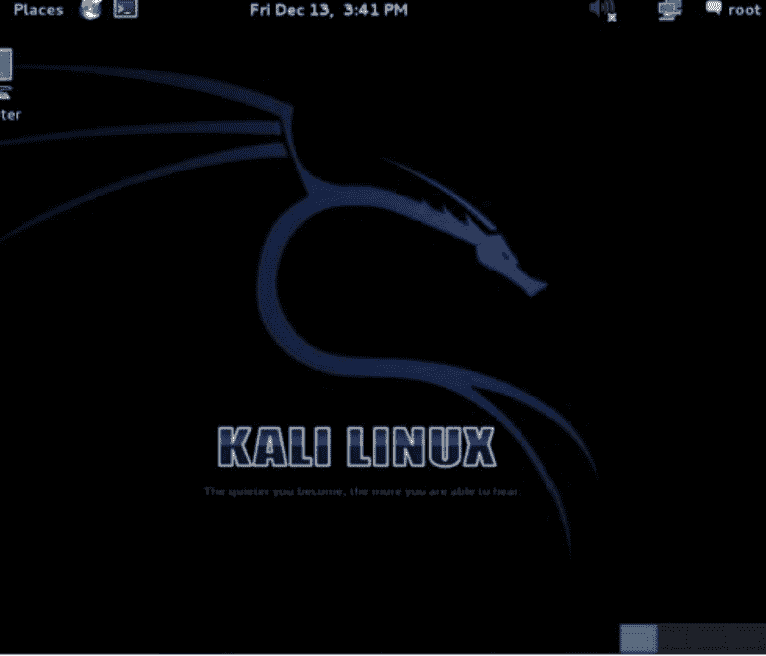 Places Fri Dec 13, 3:41 PM root
ter
KALI LINUX
The quieter you become, the more you are able to hear.